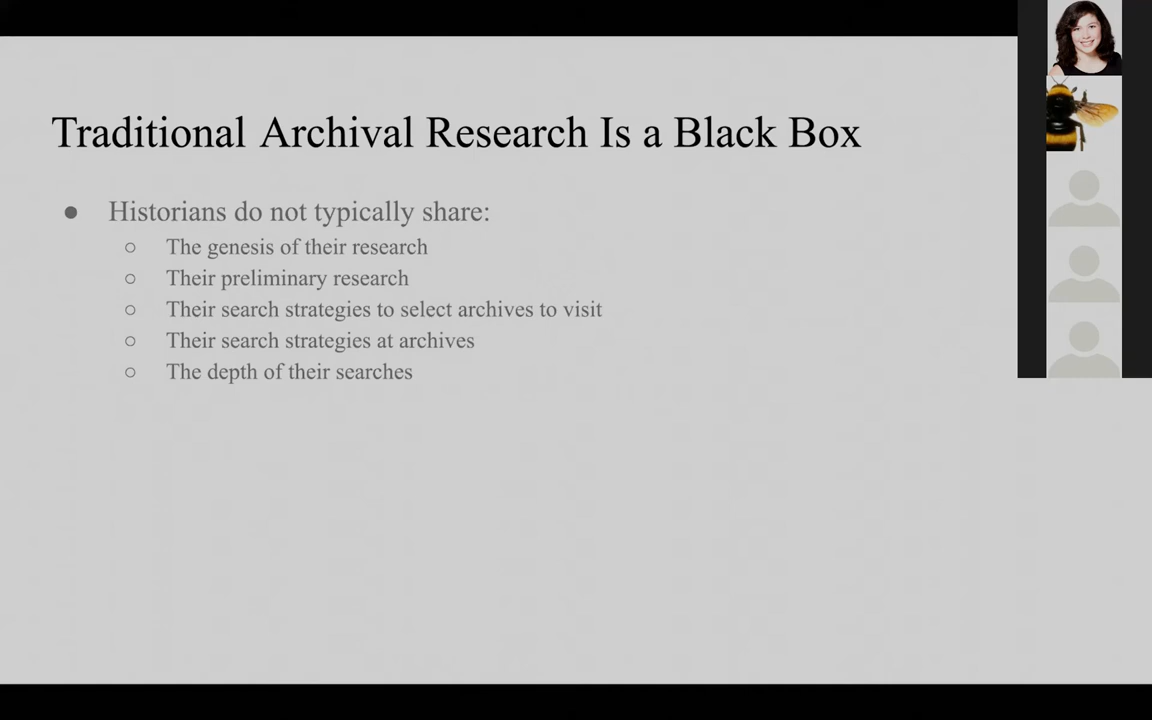 Traditional Archival Research Is a Black Box
● Historians do not typically share:
○ The genesis of their research
○ Their preliminary research
○ Their search strategies to select archives to visit
○ Their search strategies at archives
○ The depth of their searches